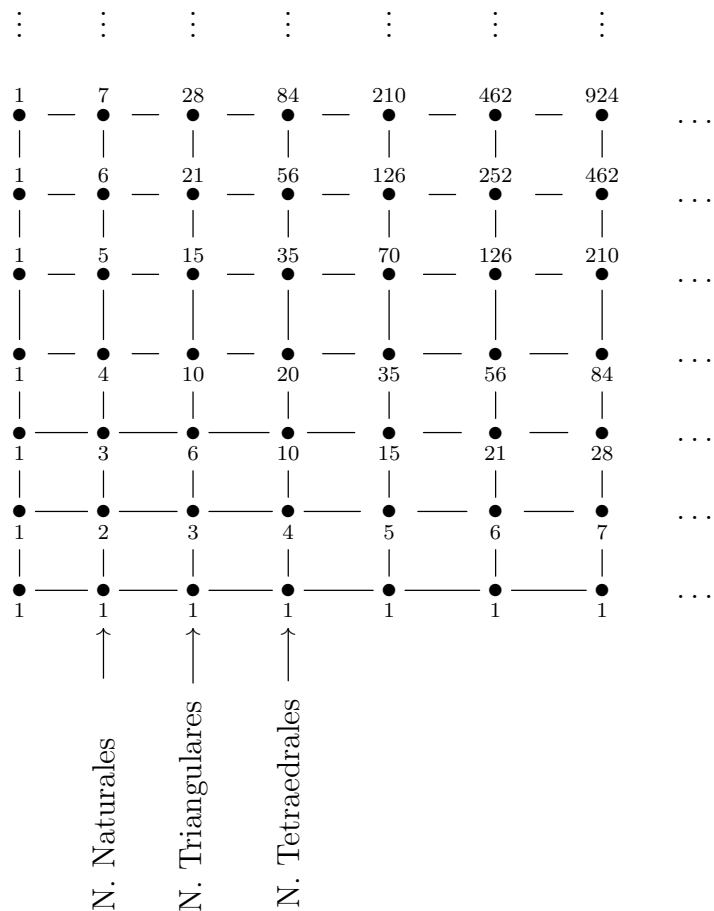 ⋮ ⋮ ⋮ ⋮ ⋮ ⋮ ⋮
1 7 28 84 210 462 924
…
1 6 21 56 126 252 462
…
1 5 15 35 70 126 210
…
…
1 4 10 20 35 56 84
…
1 3 6 10 15 21 28
…
1 2 3 4 5 6 7
…
1 1 1 1 1 1 1
N. Naturales
N. Triangulares
N. Tetraedrales